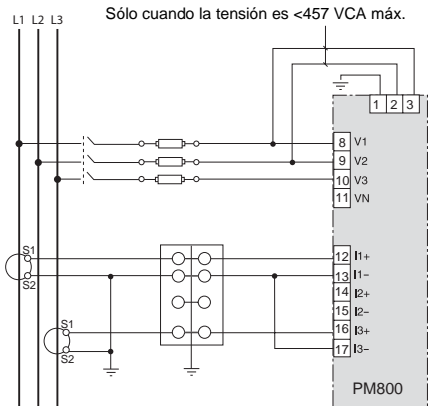 Sólo cuando la tensión es <457 VCA máx.
L1 L2 L3
1 2 3
8 V1
9 V2
10 V3
11 VN
S1
S2
12 I1+
13 I1–
14 I2+
15 I2–
S1
S2
16 I3+
17 I3–
PM800